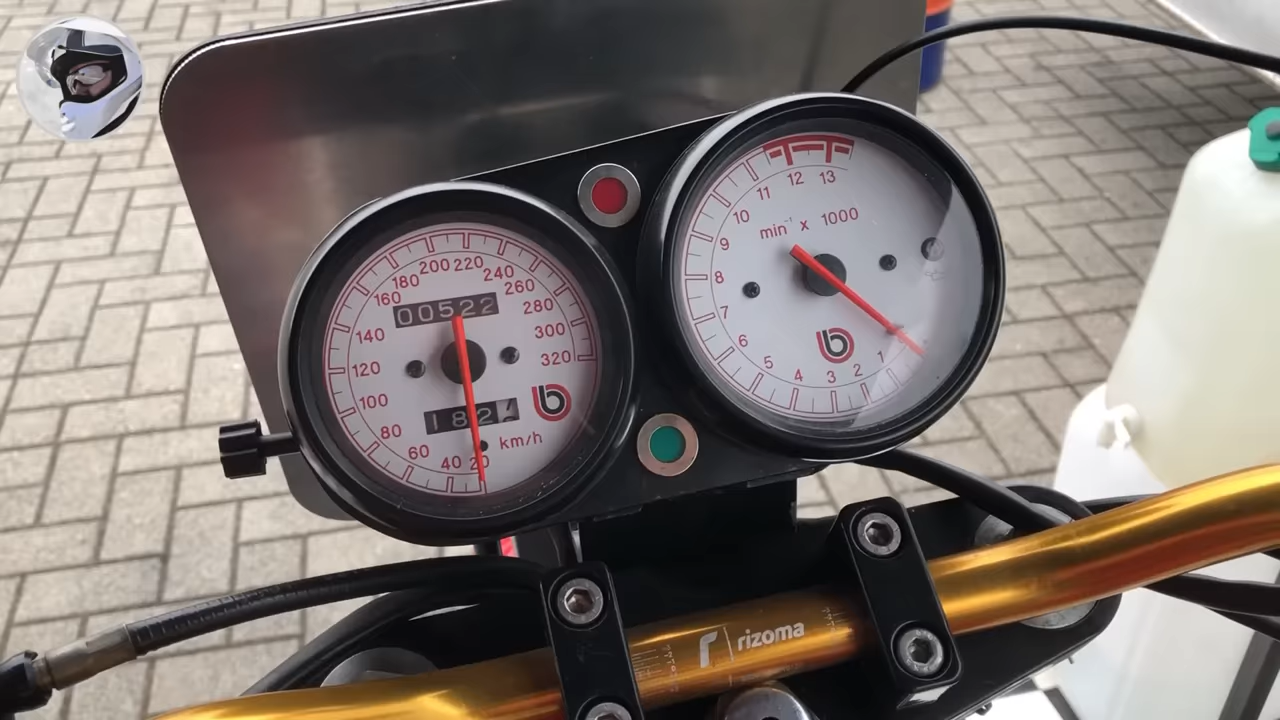 200 220
180 240
160 260
00522 280
140 300
120 320
100
182
80 km/h
60
40 20
b
12 13
11
10 min⁻¹ x 1000
9
8
7
6
5 4 3 2 1
b
r rizoma